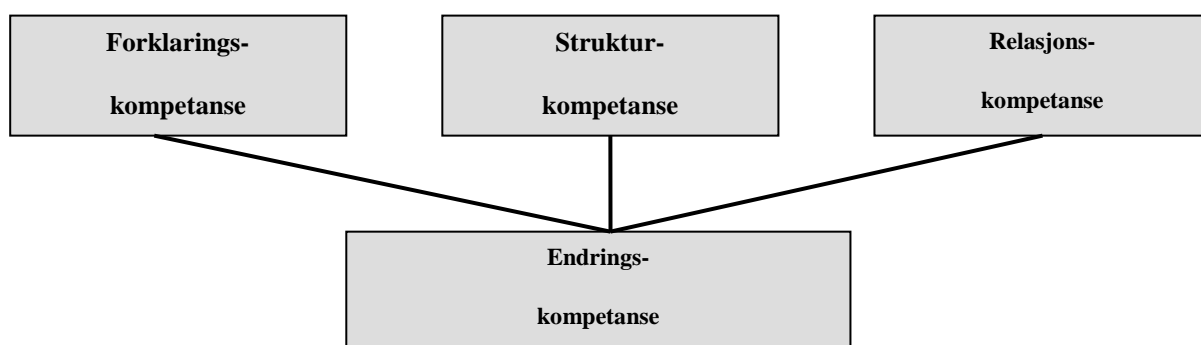 Forklarings-
kompetanse
Struktur-
kompetanse
Relasjons-
kompetanse
Endrings-
kompetanse